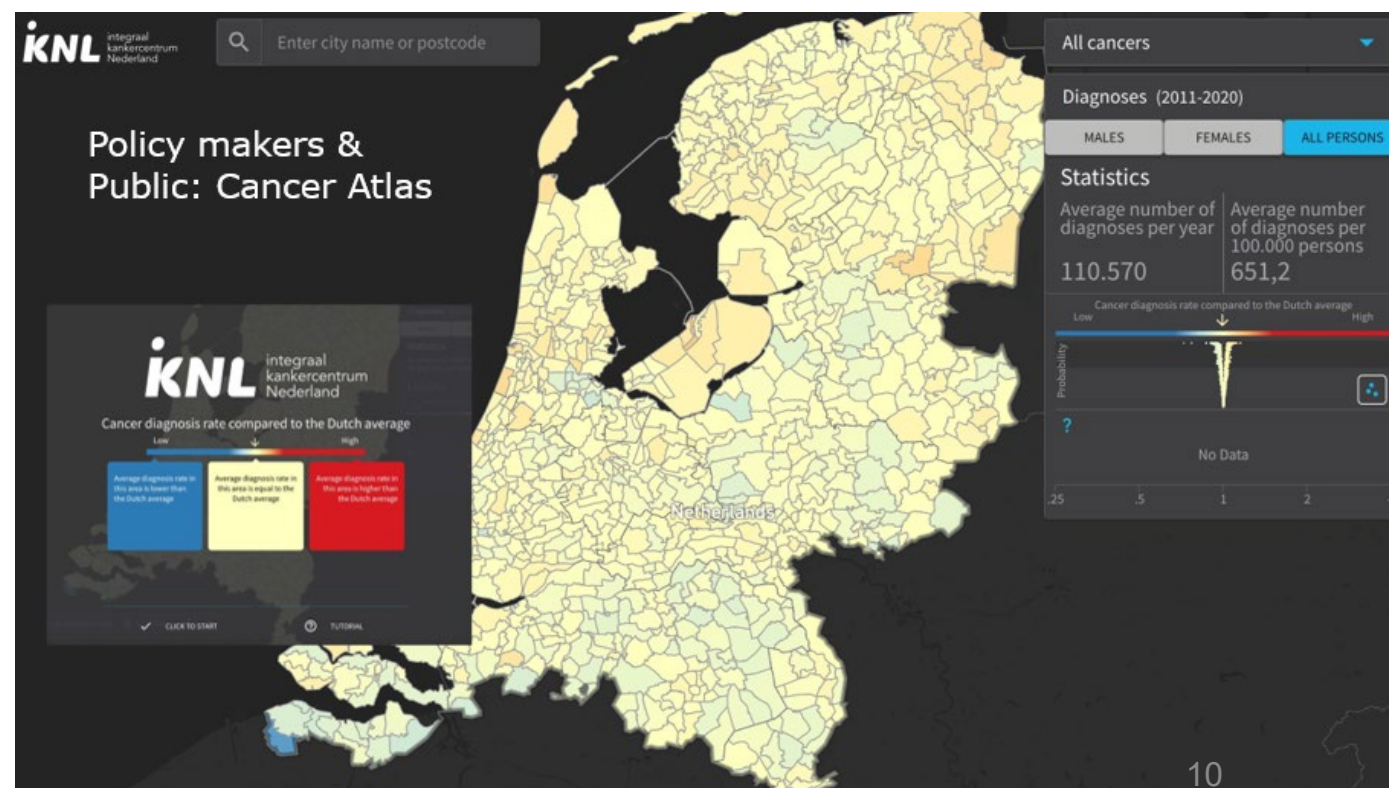 iKNL integraal
kankercentrum
Nederland
Enter city name or postcode
Policy makers &
Public: Cancer Atlas
iKNL integraal
kankercentrum
Nederland
Cancer diagnosis rate compared to the Dutch average
Low High
Average diagnosis rate in
this area is lower than
the Dutch average
Average diagnosis rate in
this area is equal to the
Dutch average
Average diagnosis rate in
this area is higher than
the Dutch average
CLICK TO START
TUTORIAL
Netherlands
All cancers
Diagnoses (2011-2020)
MALES FEMALES ALL PERSONS
Statistics
Average number of
diagnoses per year
110.570
Average number
of diagnoses per
100.000 persons
651,2
Cancer diagnosis rate compared to the Dutch average
Low High
Probability
?
No Data
.25 .5 1 2
10